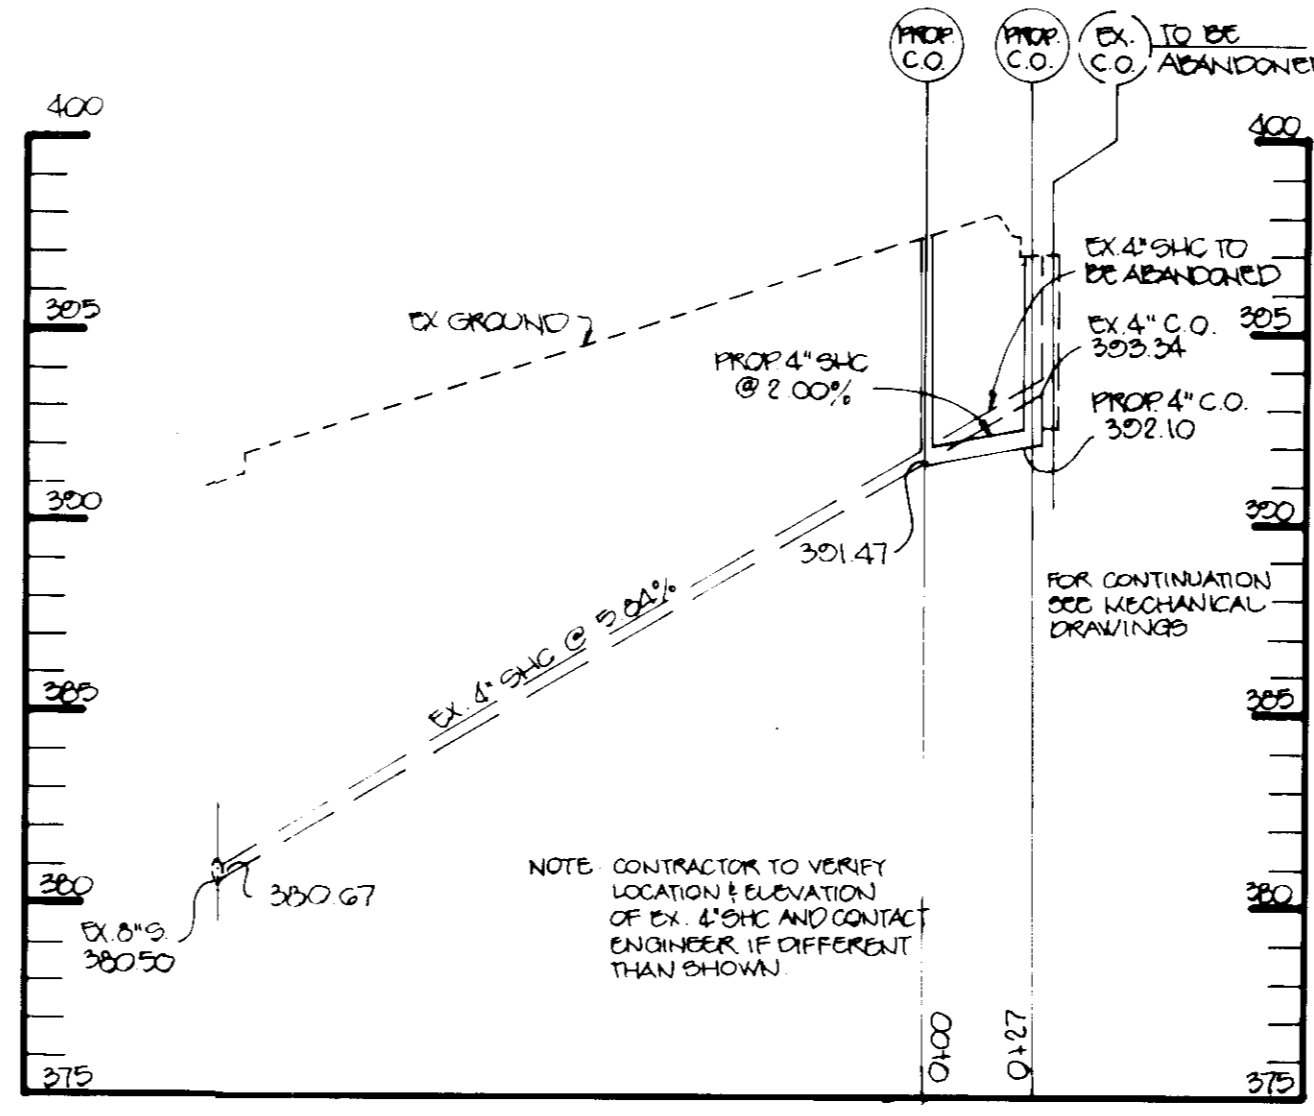 PROP.
C.O.
PROP.
C.O.
EX.
C.O.
TO BE
ABANDONED
400
400
EX. 4" SHC TO
BE ABANDONED
395
EX GROUND
EX. 4" C.O.
393.34
395
PROP. 4" SHC
@ 2.00%
PROP. 4" C.O.
392.10
390
390
391.47
FOR CONTINUATION
SEE MECHANICAL
DRAWINGS
EX. 4" SHC @ 5.84%
385
385
NOTE: CONTRACTOR TO VERIFY
LOCATION & ELEVATION
OF EX. 4" SHC AND CONTACT
ENGINEER IF DIFFERENT
THAN SHOWN.
380
380.67
380
EX. 8" S.
380.50
0+00
0+27
375
375